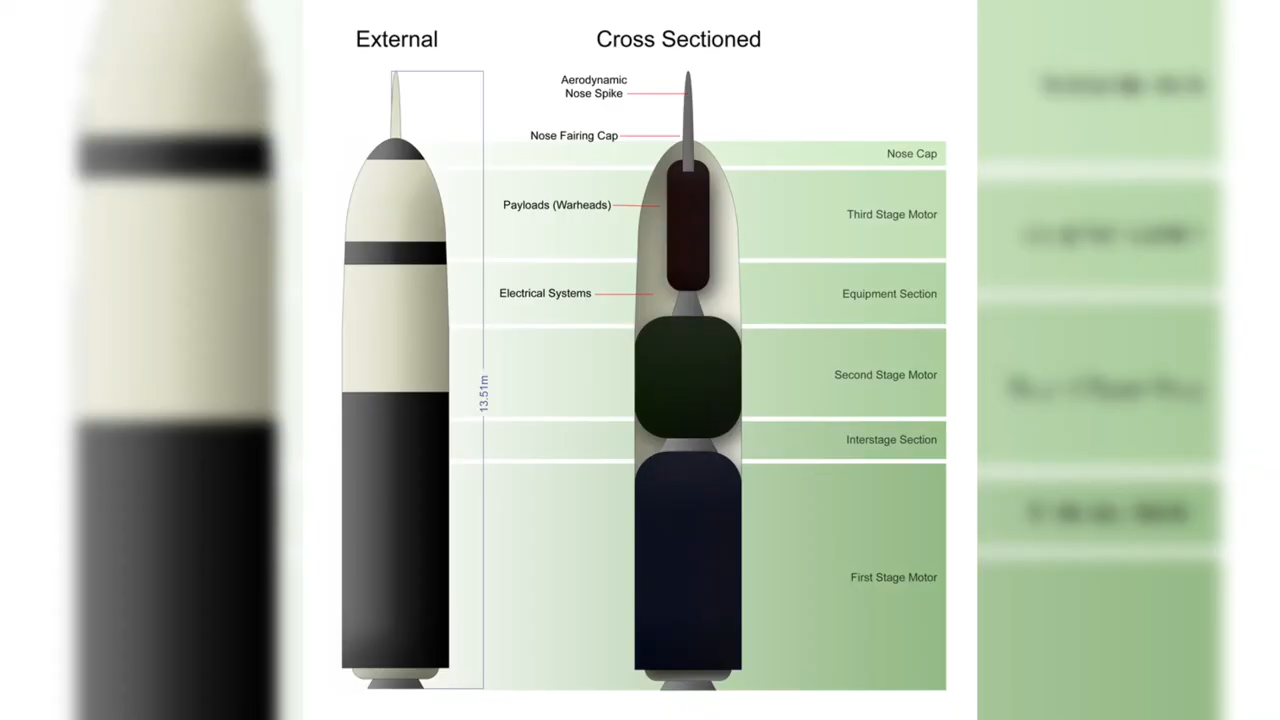 External
Cross Sectioned
Aerodynamic
Nose Spike
Nose Fairing Cap
Nose Cap
Payloads (Warheads)
Third Stage Motor
Electrical Systems
Equipment Section
13.51m
Second Stage Motor
Interstage Section
First Stage Motor